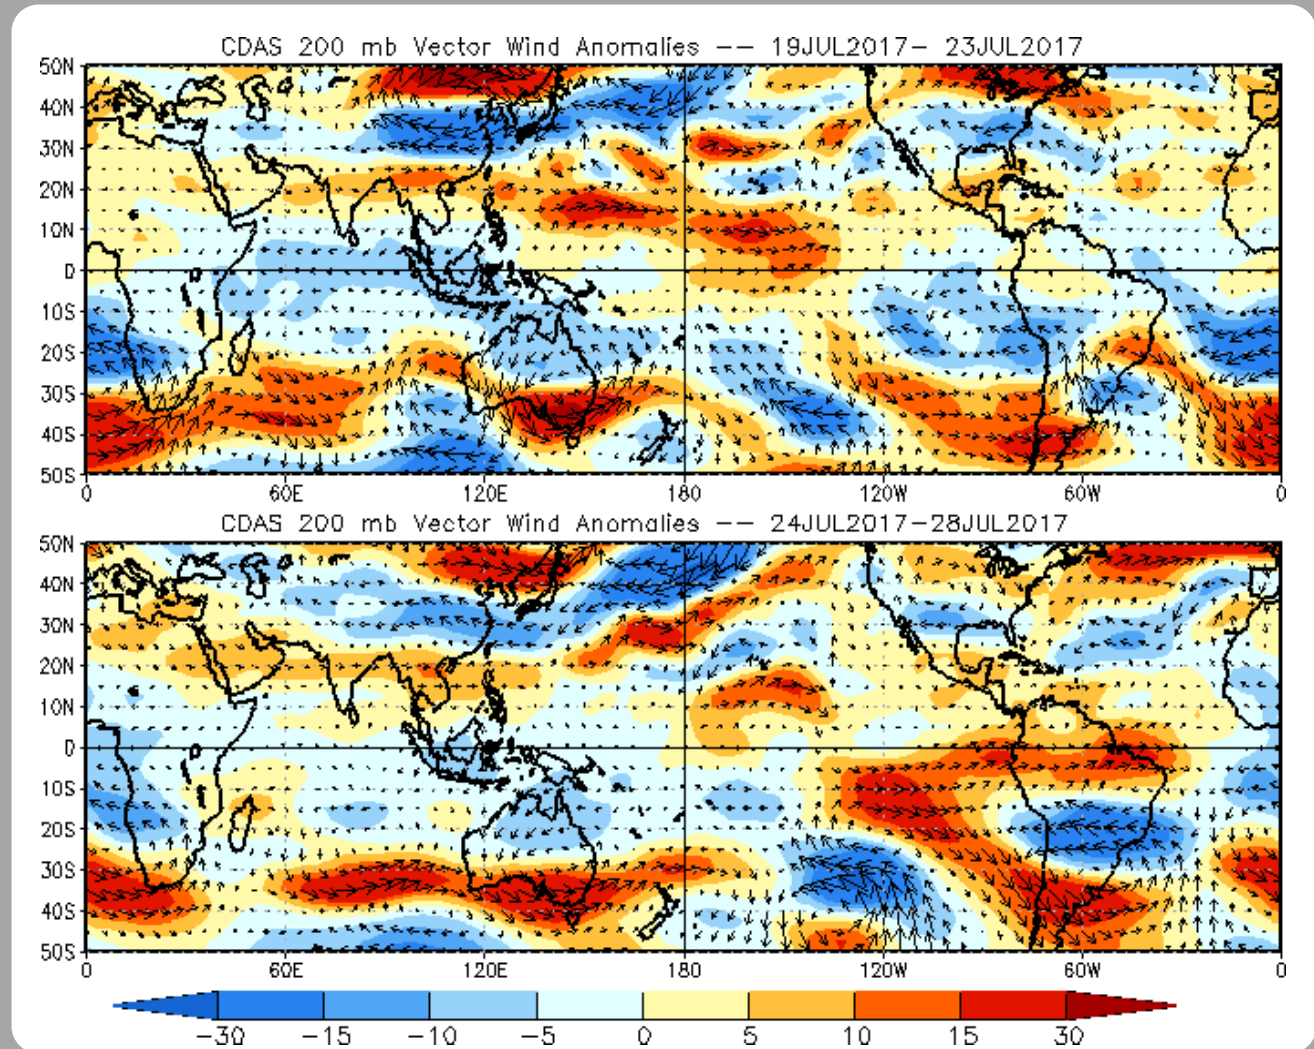 CDAS 200 mb Vector Wind Anomalies -- 19JUL2017- 23JUL2017
50N
40N
30N
20N
10N
0
10S
20S
30S
40S
50S
0 60E 120E 180 120W 60W 0
CDAS 200 mb Vector Wind Anomalies -- 24JUL2017-28JUL2017
50N
40N
30N
20N
10N
0
10S
20S
30S
40S
50S
0 60E 120E 180 120W 60W 0
-30 -15 -10 -5 0 5 10 15 30